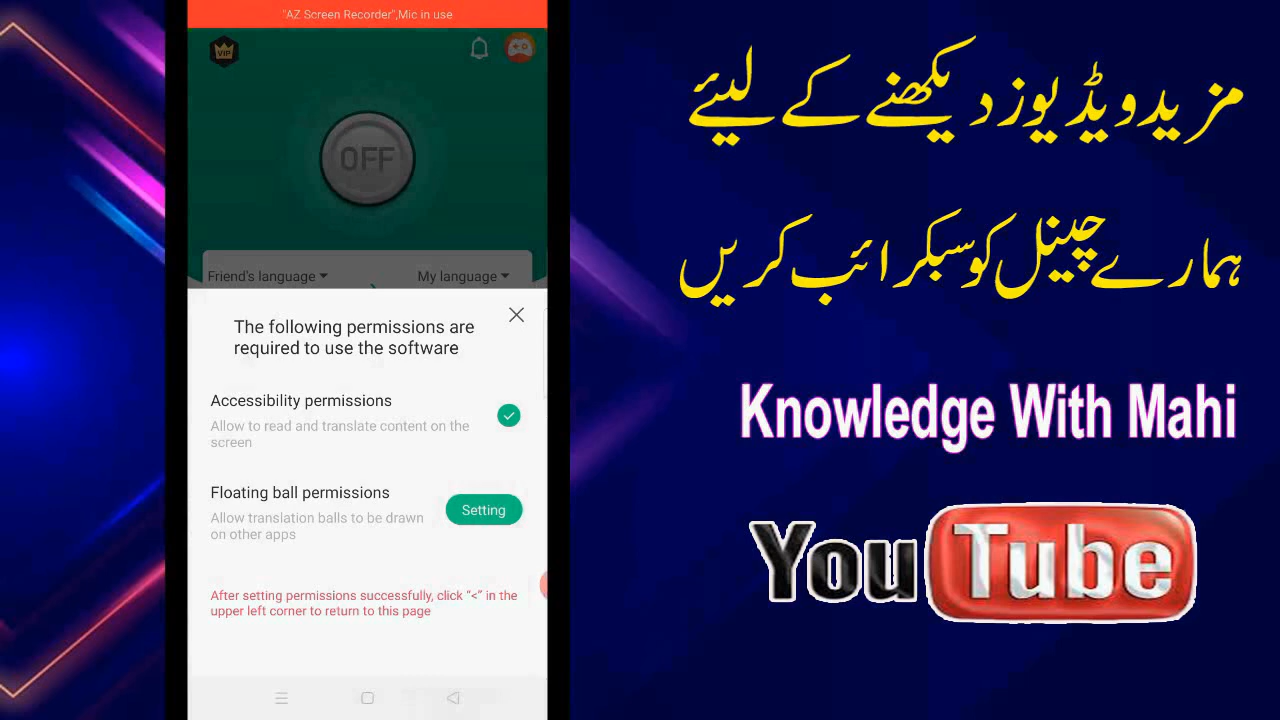 "AZ Screen Recorder",Mic in use
VIP
OFF
Friend's language
My language
The following permissions are
required to use the software
Accessibility permissions
Allow to read and translate content on the
screen
Floating ball permissions
Setting
Allow translation balls to be drawn
on other apps
After setting permissions successfully, click “<” in the
upper left corner to return to this page
مزید ویڈیوز دیکھنے کے لیئے
ہمارے چینل کو سبکرائب کریں
Knowledge With Mahi
YouTube